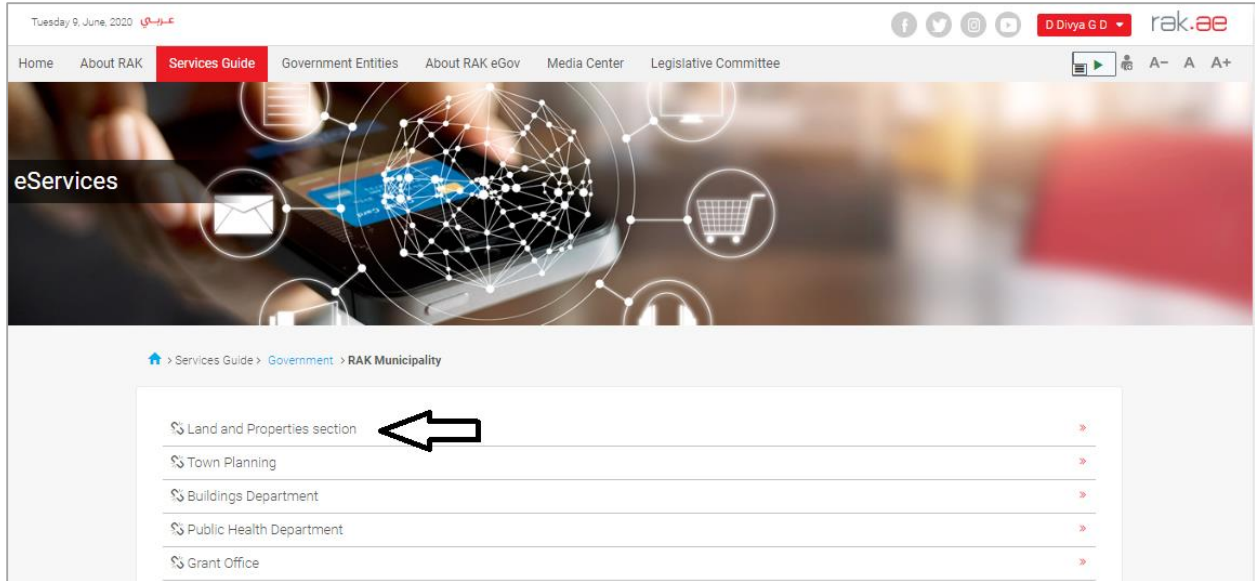 Tuesday 9, June, 2020 عـربـي
D Divya G D
rak.ae
Home About RAK Services Guide Government Entities About RAK eGov Media Center Legislative Committee A- A A+
eServices
> Services Guide > Government > RAK Municipality
Land and Properties section »
Town Planning »
Buildings Department »
Public Health Department »
Grant Office »